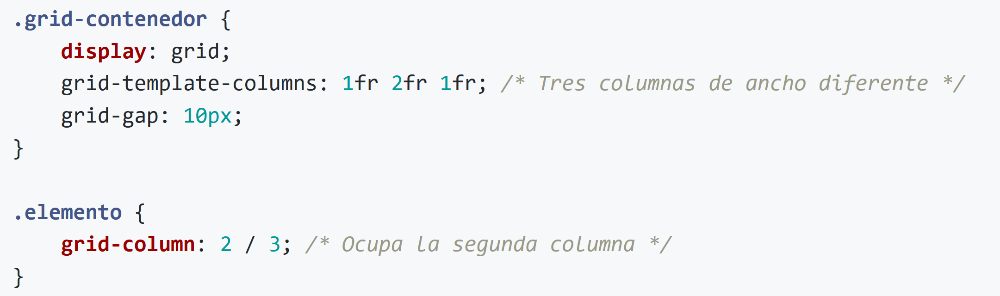 .grid-contenedor {
    display: grid;
    grid-template-columns: 1fr 2fr 1fr; /* Tres columnas de ancho diferente */
    grid-gap: 10px;
}

.elemento {
    grid-column: 2 / 3; /* Ocupa la segunda columna */
}